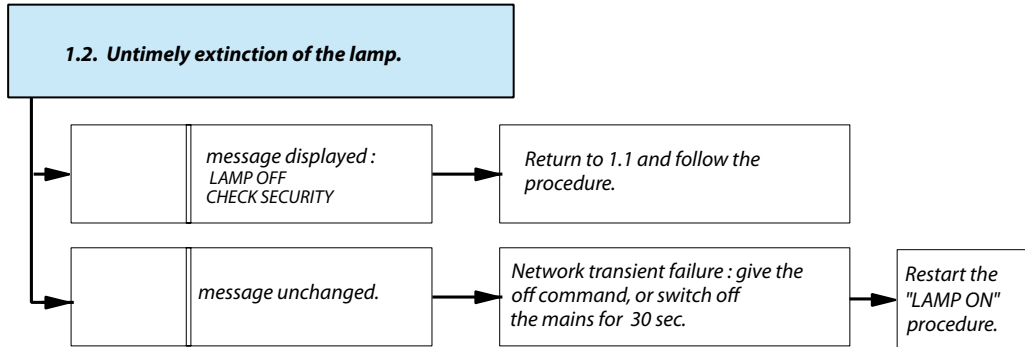 1.2. Untimely extinction of the lamp.
message displayed :
LAMP OFF
CHECK SECURITY
Return to 1.1 and follow the
procedure.
message unchanged.
Network transient failure : give the
off command, or switch off
the mains for 30 sec.
Restart the
"LAMP ON"
procedure.